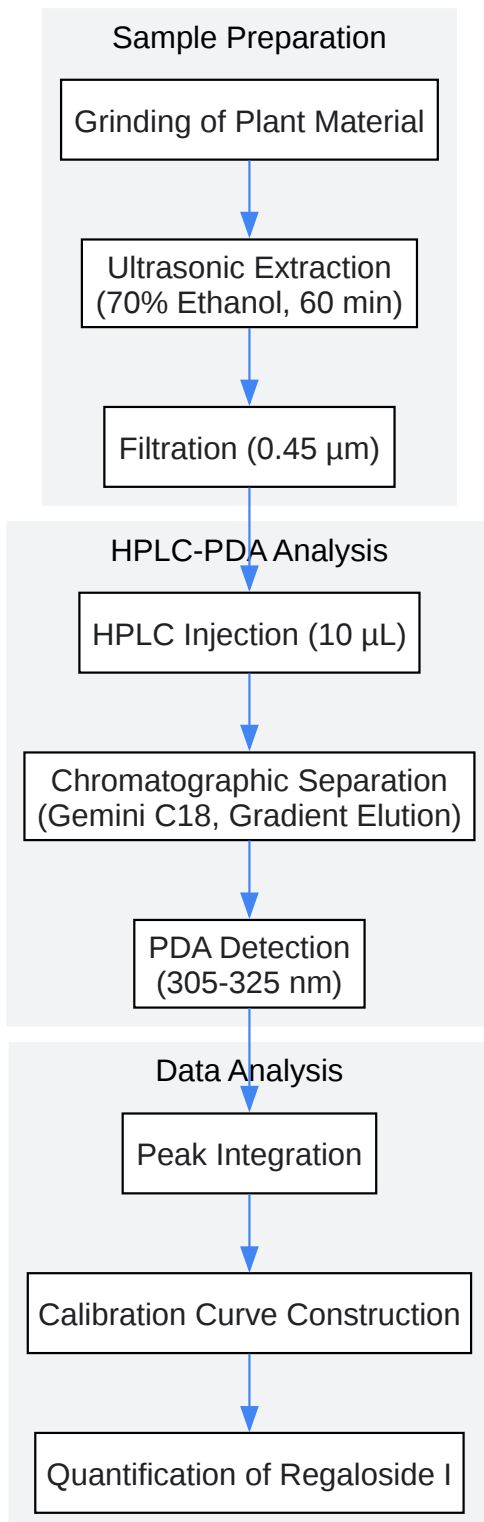 Sample Preparation
Grinding of Plant Material
Ultrasonic Extraction
(70% Ethanol, 60 min)
Filtration (0.45 µm)
HPLC-PDA Analysis
HPLC Injection (10 µL)
Chromatographic Separation
(Gemini C18, Gradient Elution)
PDA Detection
(305-325 nm)
Data Analysis
Peak Integration
Calibration Curve Construction
Quantification of Regaloside I